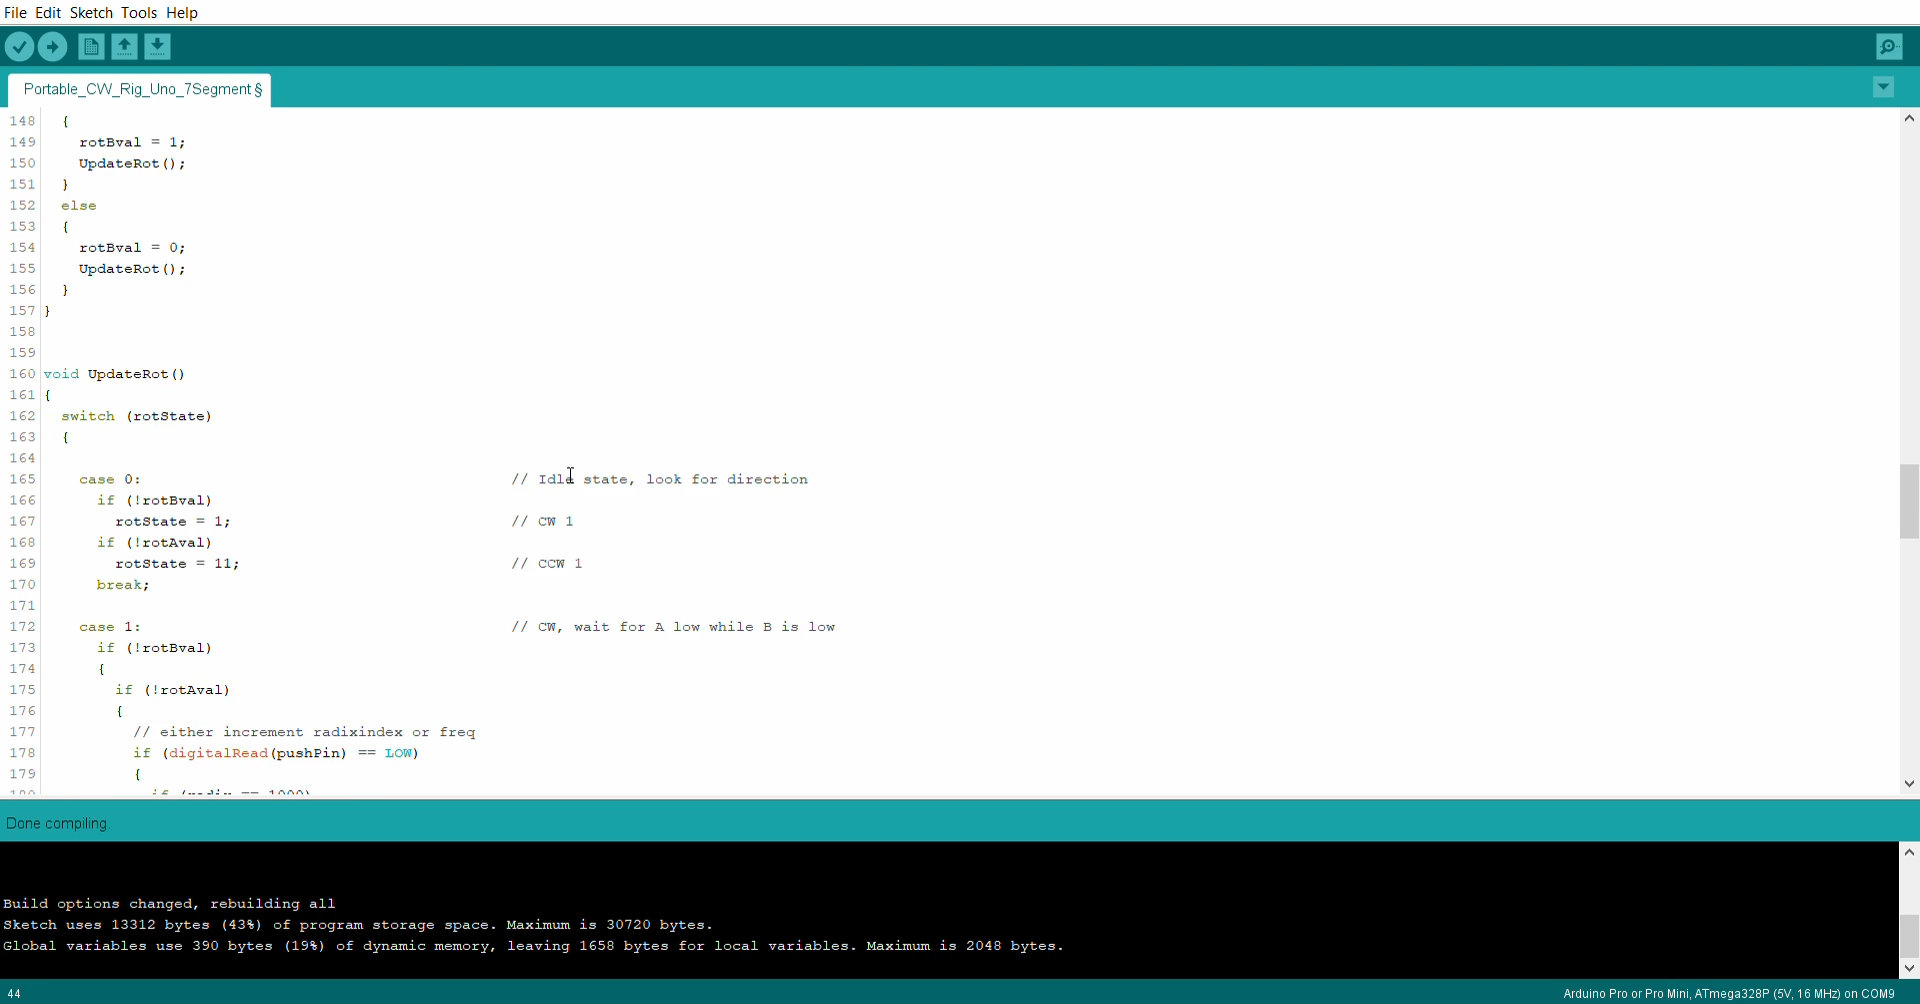 File Edit Sketch Tools Help
Portable_CW_Rig_Uno_7Segment §
148 {
149 rotBval = 1;
150 UpdateRot();
151 }
152 else
153 {
154 rotBval = 0;
155 UpdateRot();
156 }
157 }
158
159
160 void UpdateRot()
161 {
162 switch (rotState)
163 {
164
165 case 0: // Idle state, look for direction
166 if (!rotBval)
167 rotState = 1; // CW 1
168 if (!rotAval)
169 rotState = 11; // CCW 1
170 break;
171
172 case 1: // CW, wait for A low while B is low
173 if (!rotBval)
174 {
175 if (!rotAval)
176 {
177 // either increment radixindex or freq
178 if (digitalRead(pushPin) == LOW)
179 {
180 if (radix == 1000)
Done compiling.
Build options changed, rebuilding all
Sketch uses 13312 bytes (43%) of program storage space. Maximum is 30720 bytes.
Global variables use 390 bytes (19%) of dynamic memory, leaving 1658 bytes for local variables. Maximum is 2048 bytes.
44 Arduino Pro or Pro Mini, ATmega328P (5V, 16 MHz) on COM9